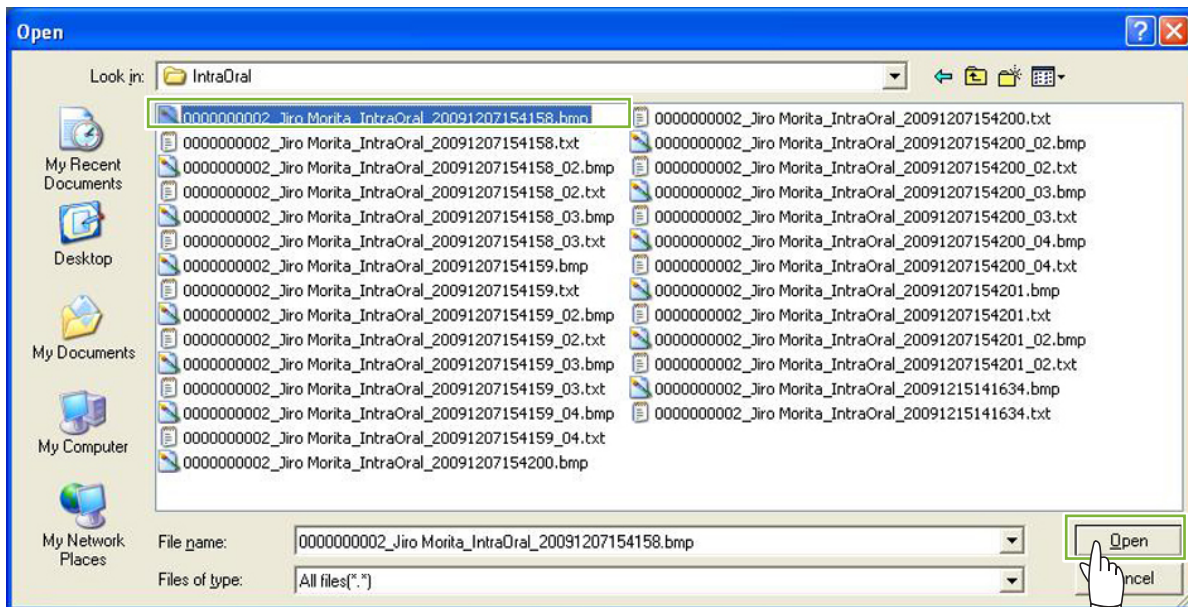 Open
Look in: IntraOral
My Recent
Documents
Desktop
My Documents
My Computer
My Network
Places
0000000002_Jiro Morita_IntraOral_20091207154158.bmp
0000000002_Jiro Morita_IntraOral_20091207154158.txt
0000000002_Jiro Morita_IntraOral_20091207154158_02.bmp
0000000002_Jiro Morita_IntraOral_20091207154158_02.txt
0000000002_Jiro Morita_IntraOral_20091207154158_03.bmp
0000000002_Jiro Morita_IntraOral_20091207154158_03.txt
0000000002_Jiro Morita_IntraOral_20091207154159.bmp
0000000002_Jiro Morita_IntraOral_20091207154159.txt
0000000002_Jiro Morita_IntraOral_20091207154159_02.bmp
0000000002_Jiro Morita_IntraOral_20091207154159_02.txt
0000000002_Jiro Morita_IntraOral_20091207154159_03.bmp
0000000002_Jiro Morita_IntraOral_20091207154159_03.txt
0000000002_Jiro Morita_IntraOral_20091207154159_04.bmp
0000000002_Jiro Morita_IntraOral_20091207154159_04.txt
0000000002_Jiro Morita_IntraOral_20091207154200.bmp
0000000002_Jiro Morita_IntraOral_20091207154200.txt
0000000002_Jiro Morita_IntraOral_20091207154200_02.bmp
0000000002_Jiro Morita_IntraOral_20091207154200_02.txt
0000000002_Jiro Morita_IntraOral_20091207154200_03.bmp
0000000002_Jiro Morita_IntraOral_20091207154200_03.txt
0000000002_Jiro Morita_IntraOral_20091207154200_04.bmp
0000000002_Jiro Morita_IntraOral_20091207154200_04.txt
0000000002_Jiro Morita_IntraOral_20091207154201.bmp
0000000002_Jiro Morita_IntraOral_20091207154201.txt
0000000002_Jiro Morita_IntraOral_20091207154201_02.bmp
0000000002_Jiro Morita_IntraOral_20091207154201_02.txt
0000000002_Jiro Morita_IntraOral_20091215141634.bmp
0000000002_Jiro Morita_IntraOral_20091215141634.txt
File name: 0000000002_Jiro Morita_IntraOral_20091207154158.bmp Open
Files of type: All files(*.*)